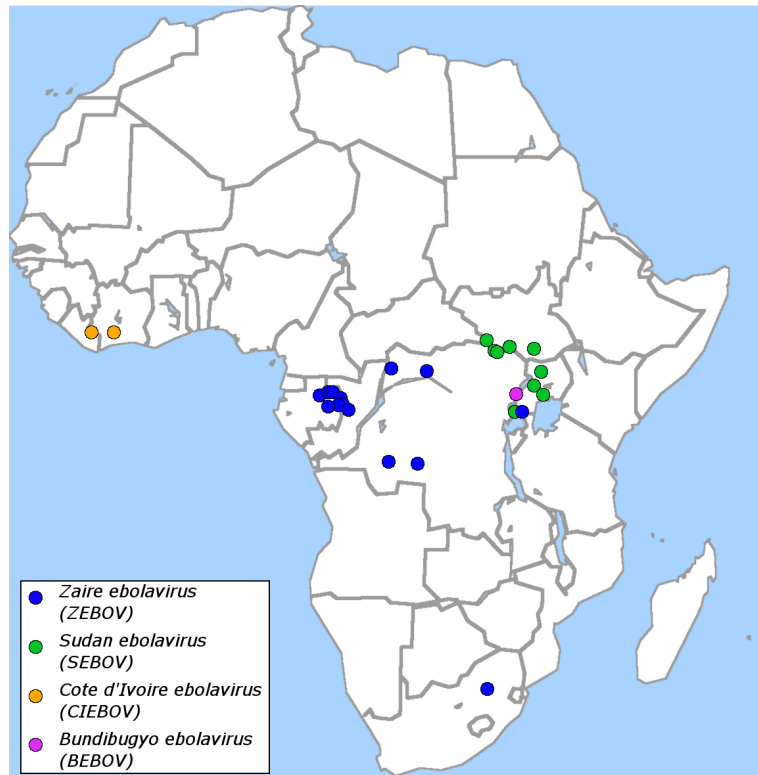 Zaire ebolavirus
(ZEBOV)
Sudan ebolavirus
(SEBOV)
Cote d'Ivoire ebolavirus
(CIEBOV)
Bundibugyo ebolavirus
(BEBOV)